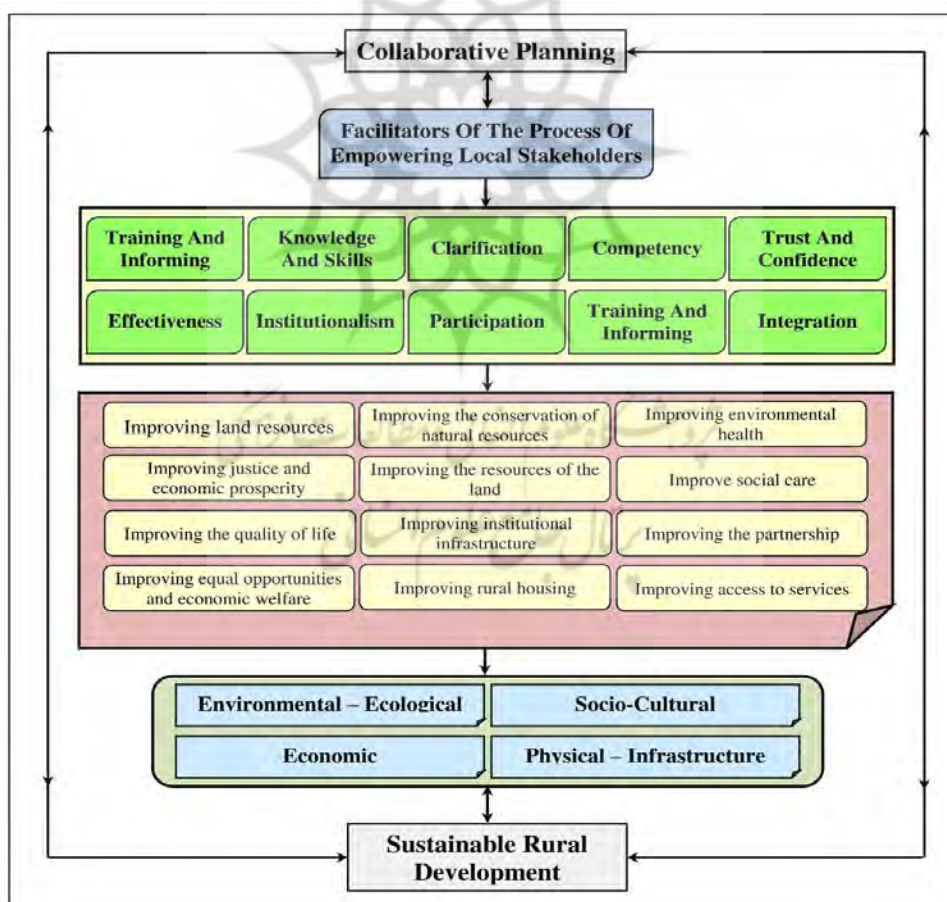 Collaborative Planning
Facilitators Of The Process Of
Empowering Local Stakeholders
Training And
Informing
Knowledge
And Skills
Clarification
Competency
Trust And
Confidence
Effectiveness
Institutionalism
Participation
Training And
Informing
Integration
Improving land resources
Improving the conservation of
natural resources
Improving environmental
health
Improving justice and
economic prosperity
Improving the resources of the
land
Improve social care
Improving the quality of life
Improving institutional
infrastructure
Improving the partnership
Improving equal opportunities
and economic welfare
Improving rural housing
Improving access to services
Environmental – Ecological
Socio-Cultural
Economic
Physical – Infrastructure
Sustainable Rural
Development